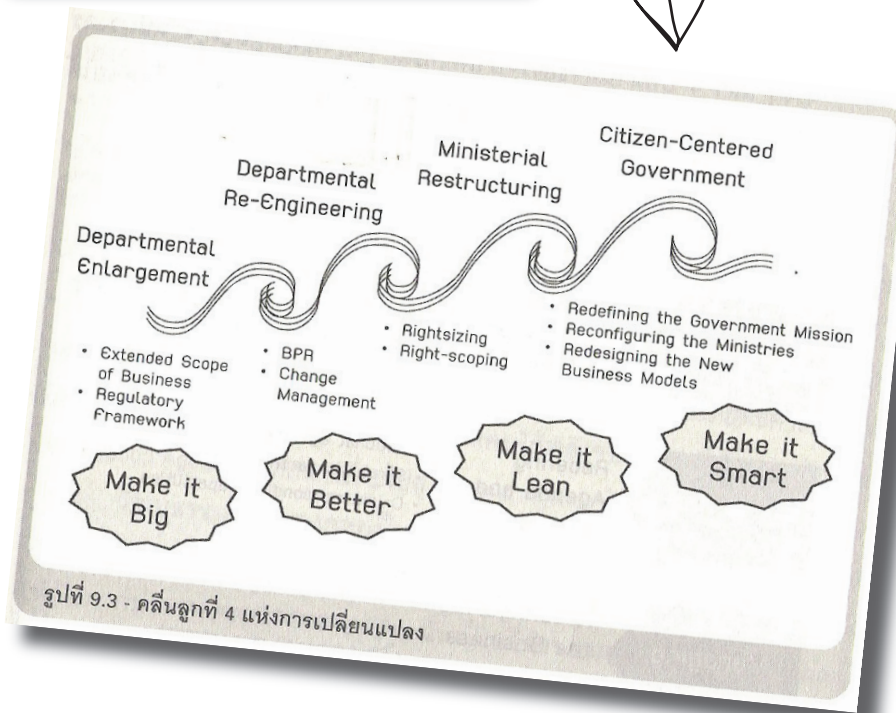 Departmental
Enlargement
Departmental
Re-Engineering
Ministerial
Restructuring
Citizen-Centered
Government
• Extended Scope
of Business
• Regulatory
Framework
• BPR
• Change
Management
• Rightsizing
• Right-scoping
• Redefining the Government Mission
• Reconfiguring the Ministries
• Redesigning the New
Business Models
Make it
Big
Make it
Better
Make it
Lean
Make it
Smart
รูปที่ 9.3 - คลื่นลูกที่ 4 แห่งการเปลี่ยนแปลง